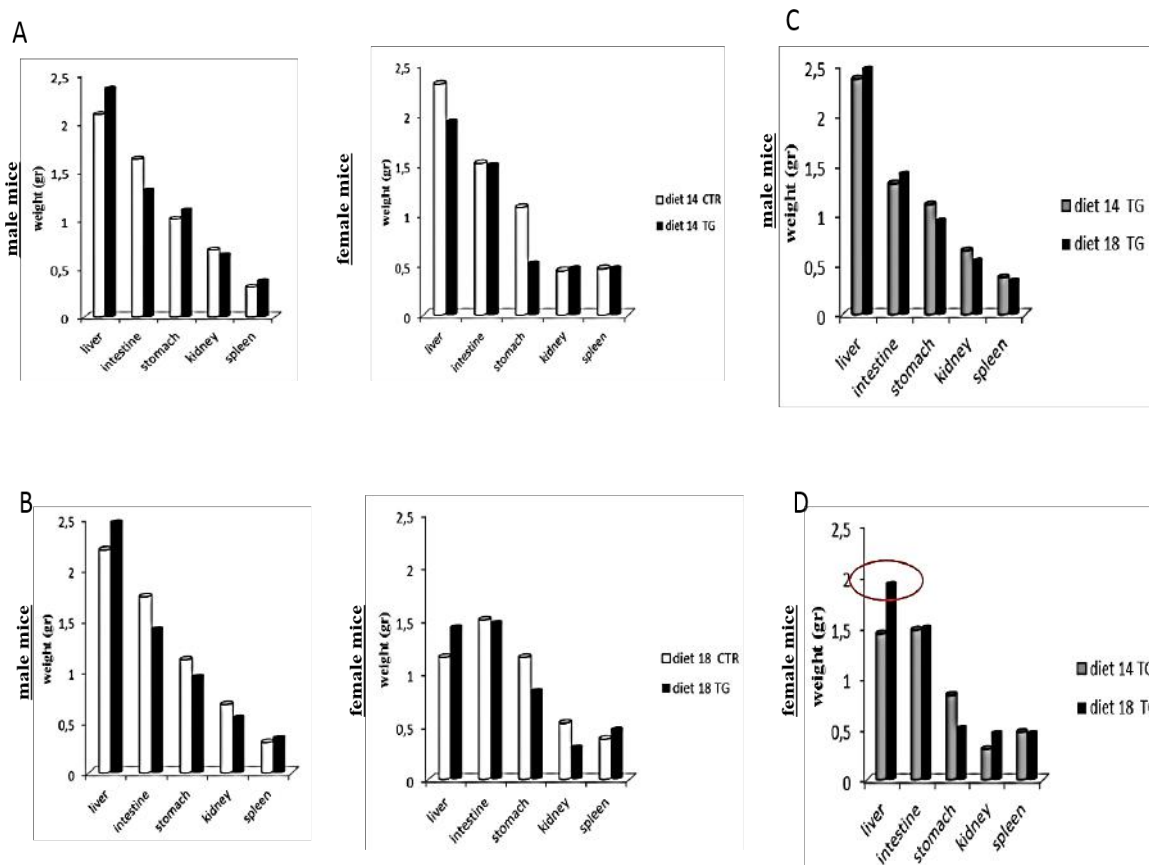 A
male mice
weight (gr)
2,5
2
1,5
1
0,5
0
liver
intestine
stomach
kidney
spleen
female mice
weight (gr)
2,5
2
1,5
1
0,5
0
liver
intestine
stomach
kidney
spleen
diet 14 CTR
diet 14 TG
C
male mice
weight (gr)
2,5
2
1,5
1
0,5
0
liver
intestine
stomach
kidney
spleen
diet 14 TG
diet 18 TG
B
male mice
weight (gr)
2,5
2
1,5
1
0,5
0
liver
intestine
stomach
kidney
spleen
female mice
weight (gr)
2,5
2
1,5
1
0,5
0
liver
intestine
stomach
kidney
spleen
diet 18 CTR
diet 18 TG
D
female mice
weight (gr)
2,5
2
1,5
1
0,5
0
liver
intestine
stomach
kidney
spleen
diet 14 TG
diet 18 TG